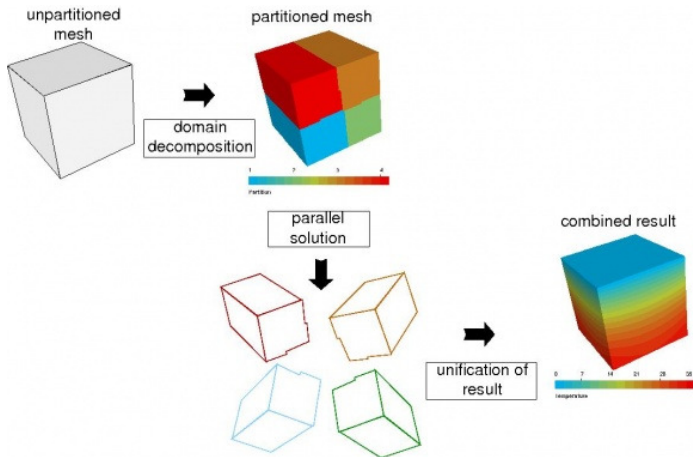 unpartitioned
mesh
partitioned mesh
domain
decomposition
1 2 3 4
Partition
parallel
solution
combined result
unification of
result
0 7 14 21 28 35
temperature